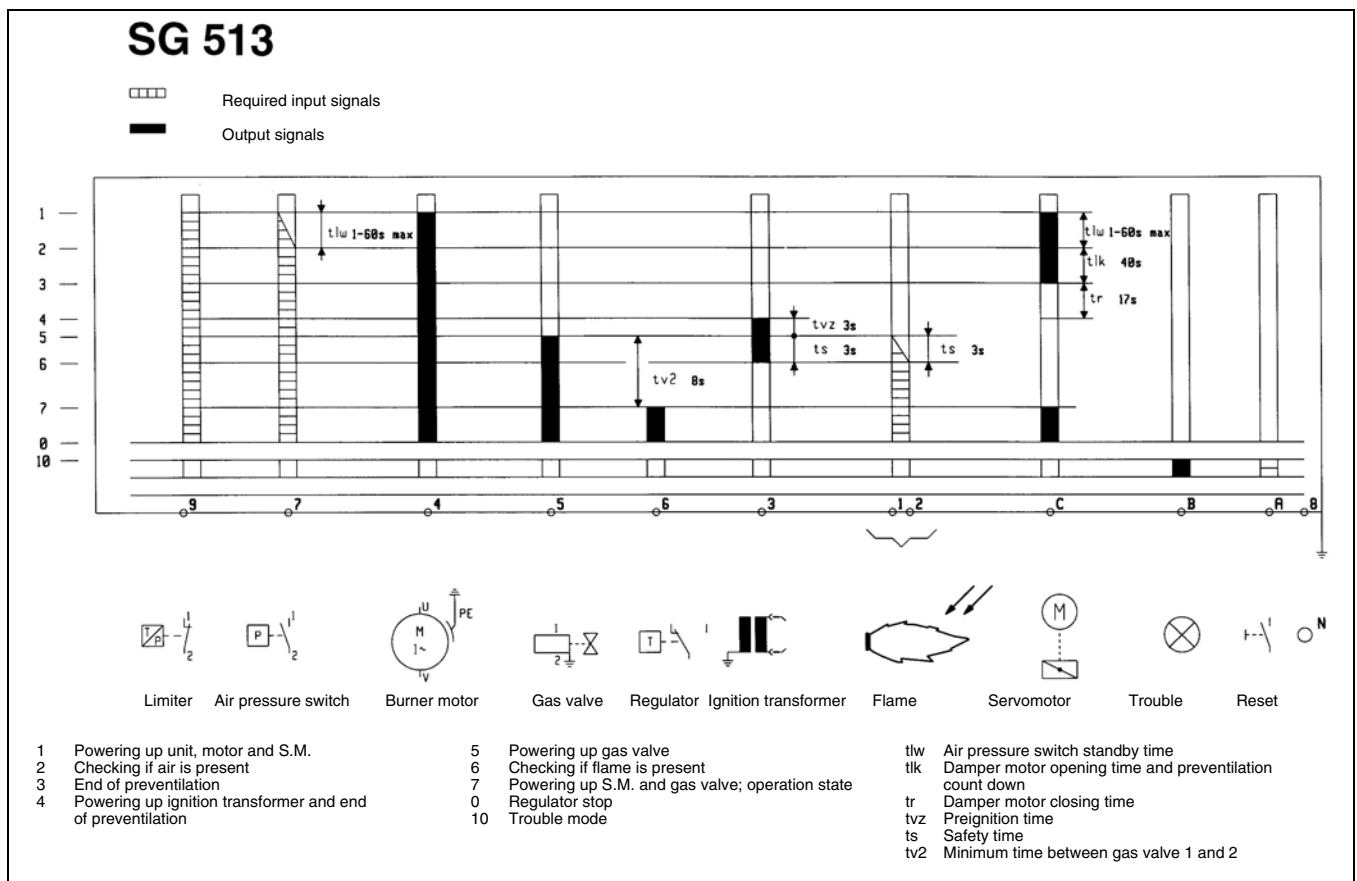 SG 513
Required input signals
Output signals
1
2
3
4
5
6
7
0
10
tlw 1-60s max
tv2 8s
tvz 3s
ts 3s
ts 3s
tlw 1-60s max
tlk 40s
tr 17s
9 7 4 5 6 3 1 2 C B A 8
T/P 1 2
P 1 2
U PE M 1~ V
1 2
T 1
M
N
Limiter Air pressure switch Burner motor Gas valve Regulator Ignition transformer Flame Servomotor Trouble Reset
1 Powering up unit, motor and S.M.
2 Checking if air is present
3 End of preventilation
4 Powering up ignition transformer and end
of preventilation
5 Powering up gas valve
6 Checking if flame is present
7 Powering up S.M. and gas valve; operation state
0 Regulator stop
10 Trouble mode
tlw Air pressure switch standby time
tlk Damper motor opening time and preventilation
count down
tr Damper motor closing time
tvz Preignition time
ts Safety time
tv2 Minimum time between gas valve 1 and 2